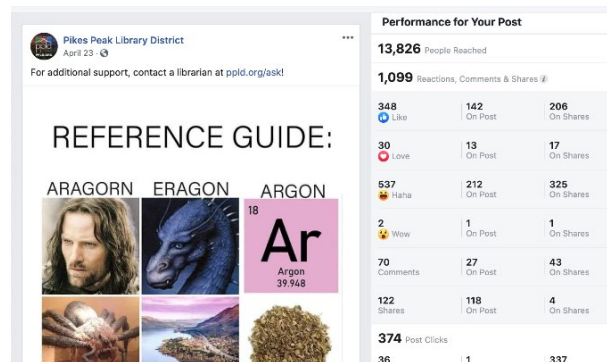 Pikes Peak Library District
April 23 ·
...
For additional support, contact a librarian at ppld.org/ask!
REFERENCE GUIDE:
ARAGORN ERAGON ARGON
18
Ar
Argon
39.948
Performance for Your Post
13,826 People Reached
1,099 Reactions, Comments & Shares i
348 142 206
Like On Post On Shares
30 13 17
Love On Post On Shares
537 212 325
Haha On Post On Shares
2 1 1
Wow On Post On Shares
70 27 43
Comments On Post On Shares
122 118 4
Shares On Post On Shares
374 Post Clicks
36 1 337